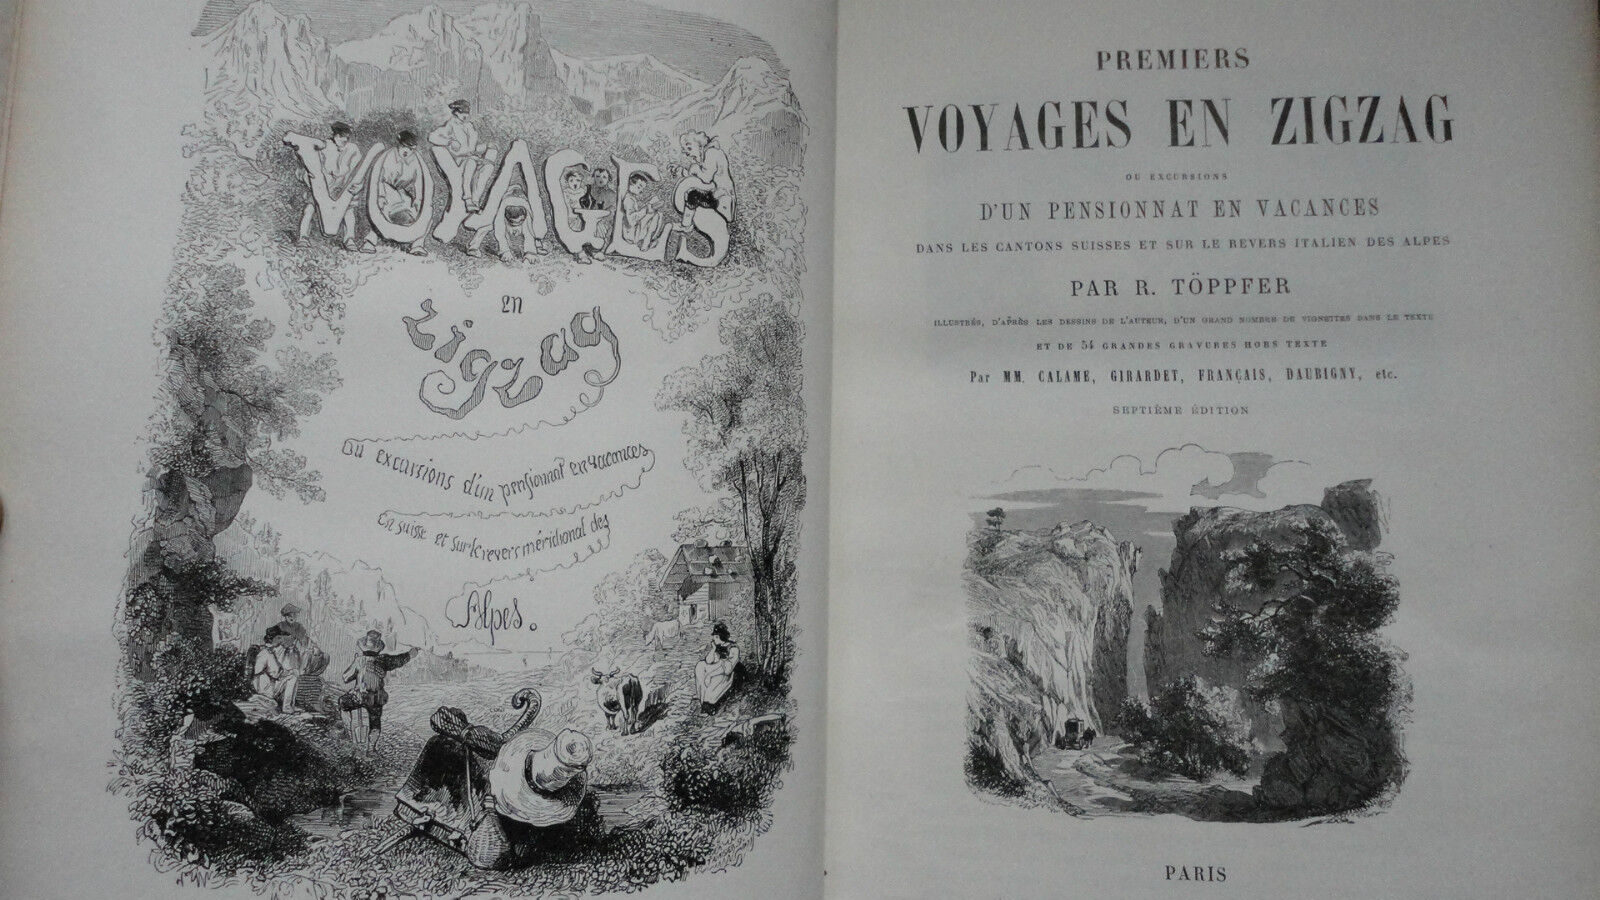 VOYAGES
en
zigzag
Ou excursions d'un pensionnat en vacances
En suisse et sur le revers méridional des
Alpes.
PREMIERS
VOYAGES EN ZIGZAG
OU EXCURSIONS
D'UN PENSIONNAT EN VACANCES
DANS LES CANTONS SUISSES ET SUR LE REVERS ITALIEN DES ALPES
PAR R. TÖPPFER
ILLUSTRÉS, D'APRÈS LES DESSINS DE L'AUTEUR, D'UN GRAND NOMBRE DE VIGNETTES DANS LE TEXTE
ET DE 54 GRANDES GRAVURES HORS TEXTE
Par MM. CALAME, GIRARDET, FRANÇAIS, DAUBIGNY, etc.
SEPTIÈME ÉDITION
PARIS